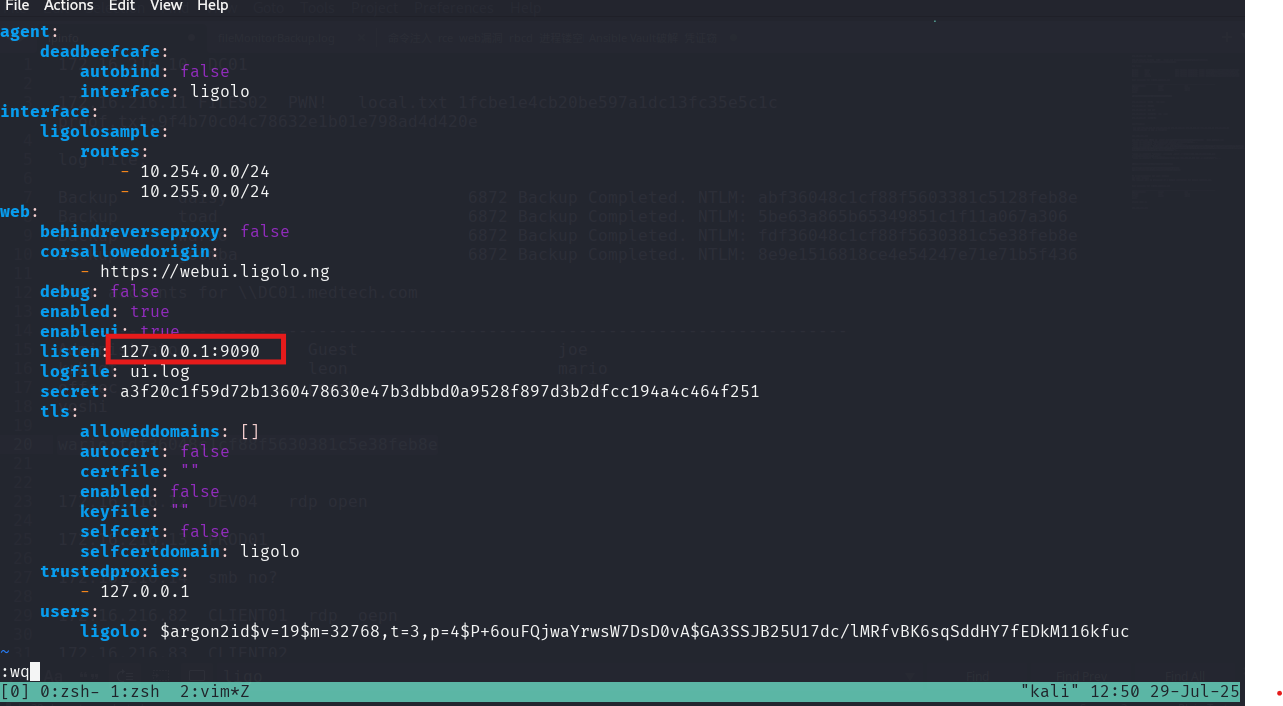 File Actions Edit View Help
agent:
    deadbeefcafe:
        autobind: false
        interface: ligolo
interface:
    ligolosample:
        routes:
            - 10.254.0.0/24
            - 10.255.0.0/24
web:
    behindreverseproxy: false
    corsallowedorigin:
        - https://webui.ligolo.ng
    debug: false
    enabled: true
    enableui: true
    listen: 127.0.0.1:9090
    logfile: ui.log
    secret: a3f20c1f59d72b1360478630e47b3dbbd0a9528f897d3b2dfcc194a4c464f251
    tls:
        alloweddomains: []
        autocert: false
        certfile: ""
        enabled: false
        keyfile: ""
        selfcert: false
        selfcertdomain: ligolo
    trustedproxies:
        - 127.0.0.1
    users:
        ligolo: $argon2id$v=19$m=32768,t=3,p=4$P+6ouFQjwaYrwsW7DsD0vA$GA3SSJB25U17dc/lMRfvBK6sqSddHY7fEDkM116kfuc
~
:wq
[0] 0:zsh- 1:zsh  2:vim*Z "kali" 12:50 29-Jul-25